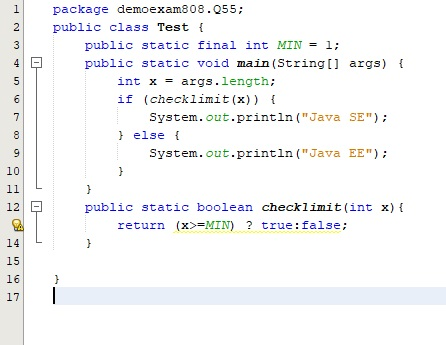 1 package demoexam808.Q55;
2 public class Test {
3     public static final int MIN = 1;
4     public static void main(String[] args) {
5         int x = args.length;
6         if (checklimit(x)) {
7             System.out.println("Java SE");
8         } else {
9             System.out.println("Java EE");
10         }
11     }
12     public static boolean checklimit(int x){
        return (x>=MIN) ? true:false;
14     }
15
16 }
17